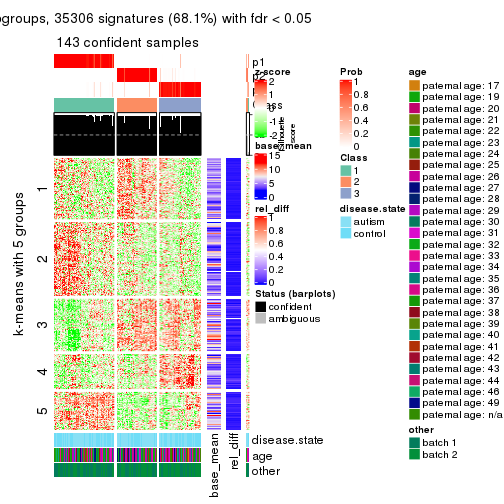 ogroups, 35306 signatures (68.1%) with fdr < 0.05
143 confident samples
p1
p2
z-score
2
1
0
-1
-2
Silhouette
score
base_mean
15
10
5
0
rel_diff
1
0.8
0.6
0.4
0.2
0
Status (barplots)
confident
ambiguous
Prob
1
0.8
0.6
0.4
0.2
0
Class
1
2
3
disease.state
autism
control
age
paternal age: 17
paternal age: 19
paternal age: 20
paternal age: 21
paternal age: 22
paternal age: 23
paternal age: 24
paternal age: 25
paternal age: 26
paternal age: 27
paternal age: 28
paternal age: 29
paternal age: 30
paternal age: 31
paternal age: 32
paternal age: 33
paternal age: 34
paternal age: 35
paternal age: 36
paternal age: 37
paternal age: 38
paternal age: 39
paternal age: 40
paternal age: 41
paternal age: 42
paternal age: 43
paternal age: 44
paternal age: 46
paternal age: 49
paternal age: n/a
other
batch 1
batch 2
k-means with 5 groups
1
2
3
4
5
disease.state
age
other
base_mean
rel_diff